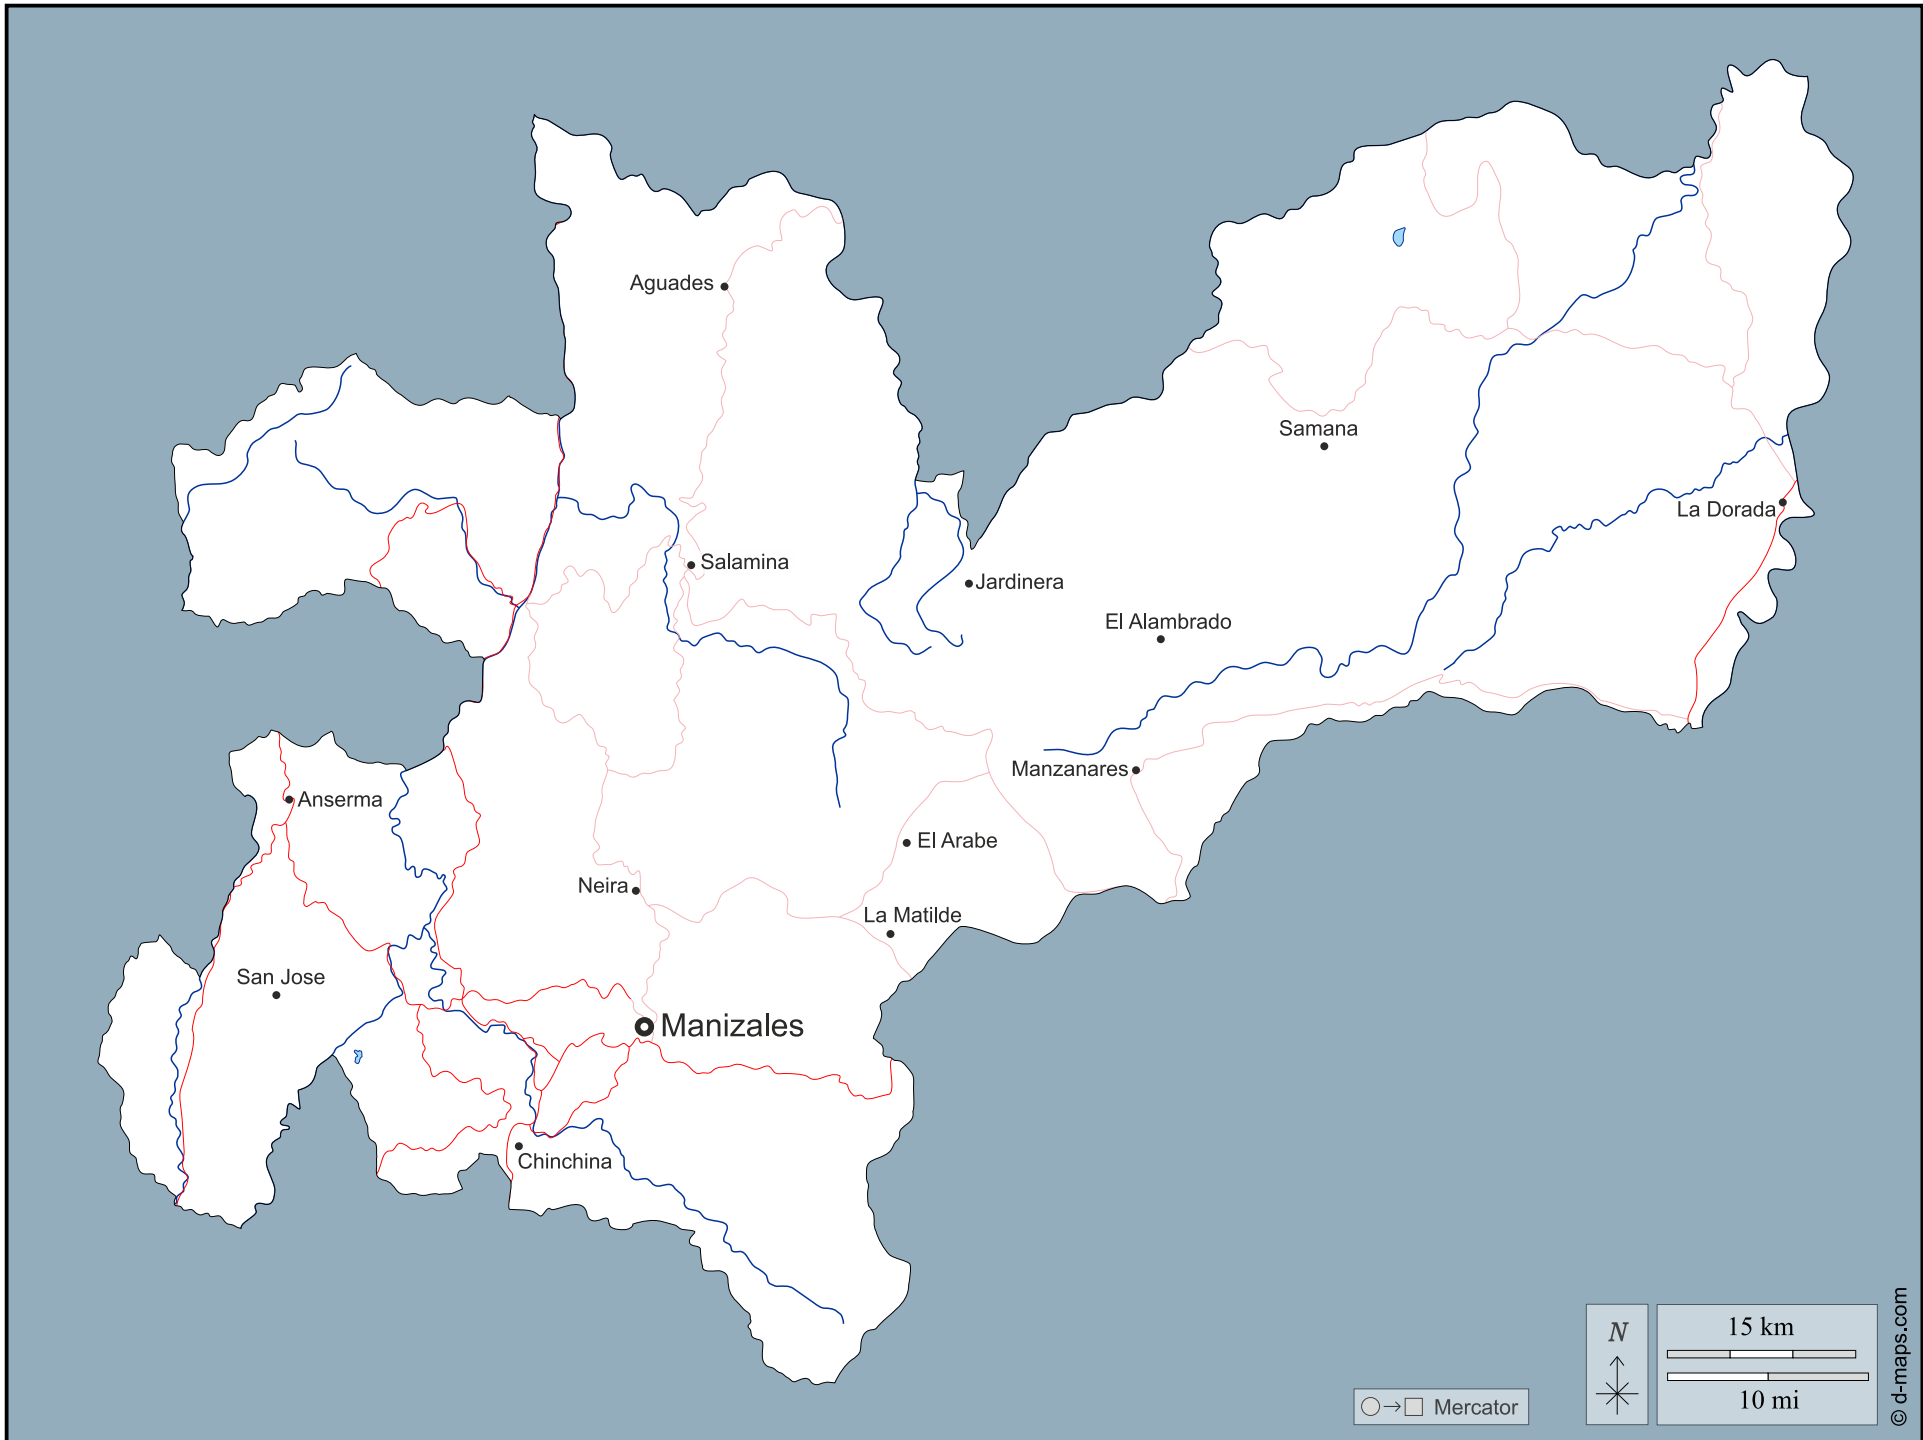 Aguades
Samana
La Dorada
Salamina
Jardinera
El Alambrado
Manzanares
Anserma
El Arabe
Neira
La Matilde
San Jose
Manizales
Chinchina
N
15 km
10 mi
Mercator
© d-maps.com